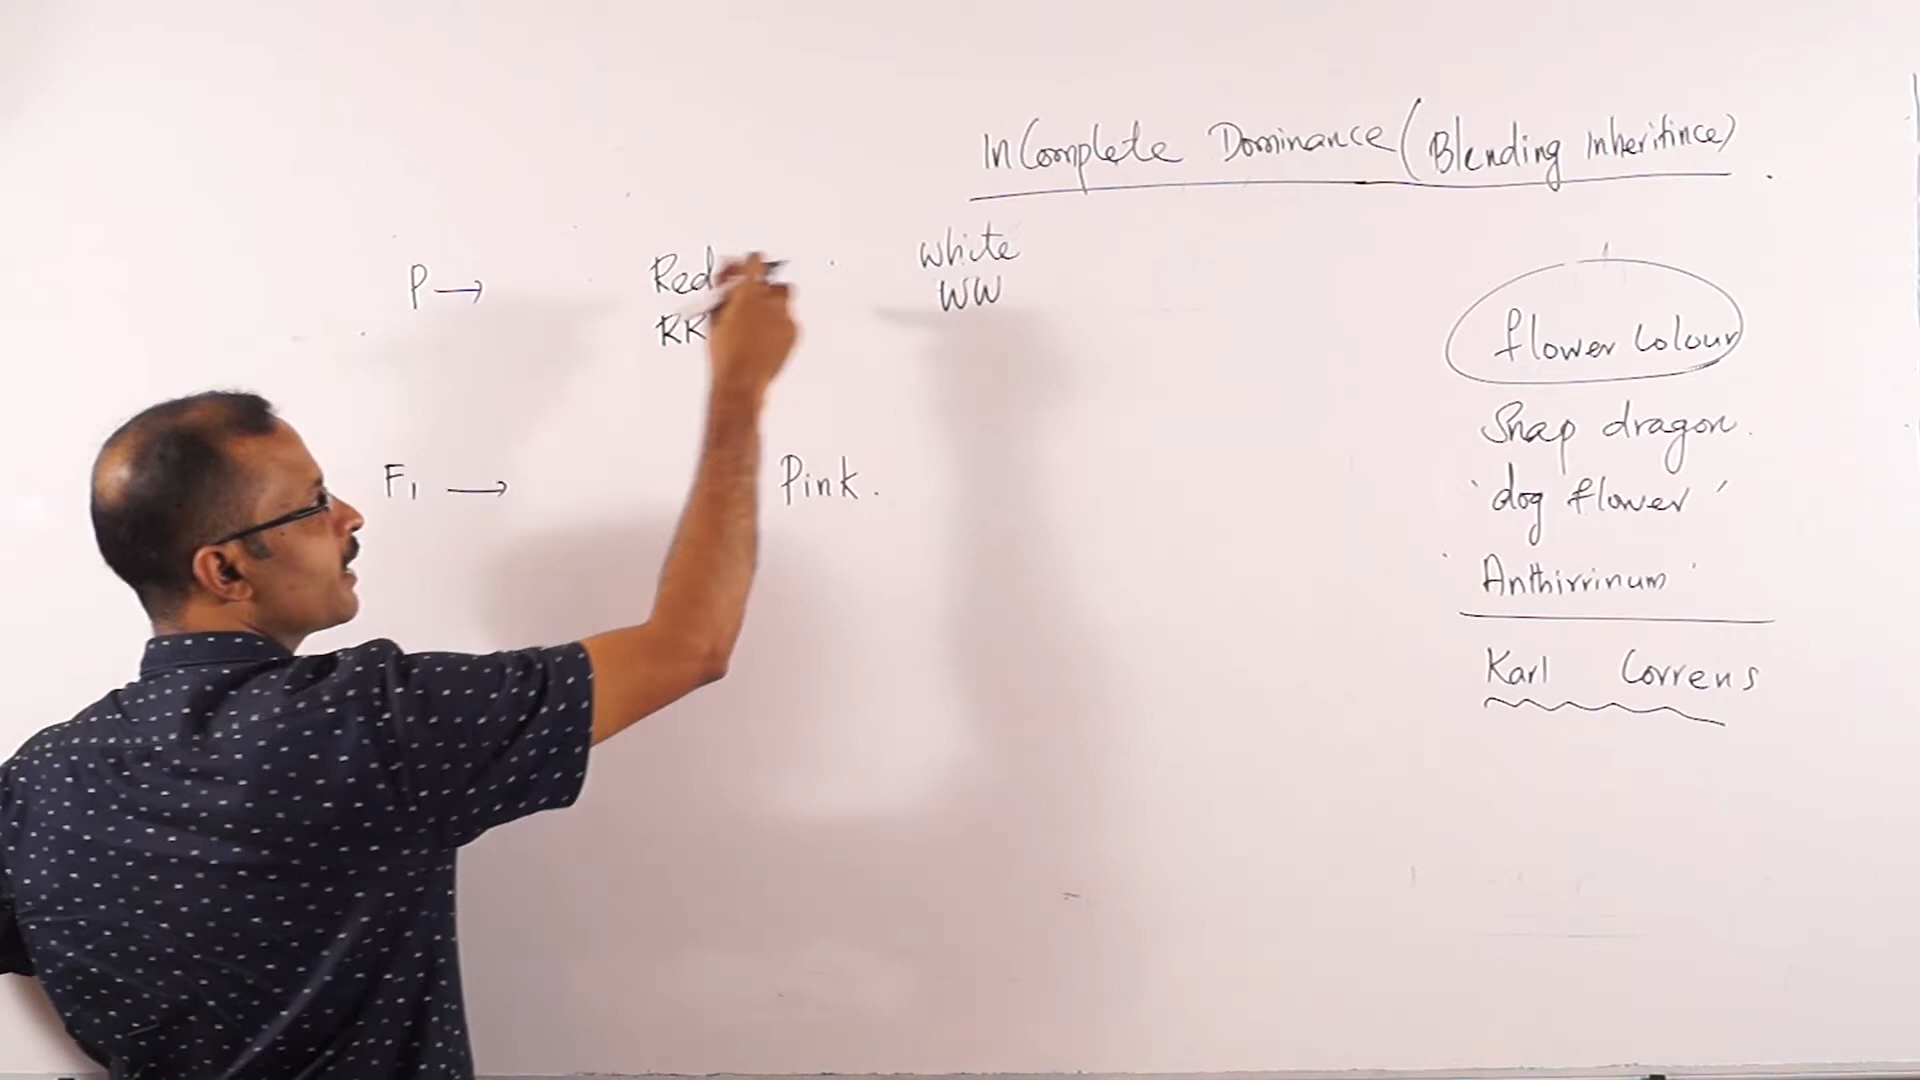 InComplete Dominance (Blending Inheritince)
P → Red White
RR WW
F1 → Pink.
flower Colour
Snap dragon.
'dog flower'
'Anthirrinum'
Karl Correns